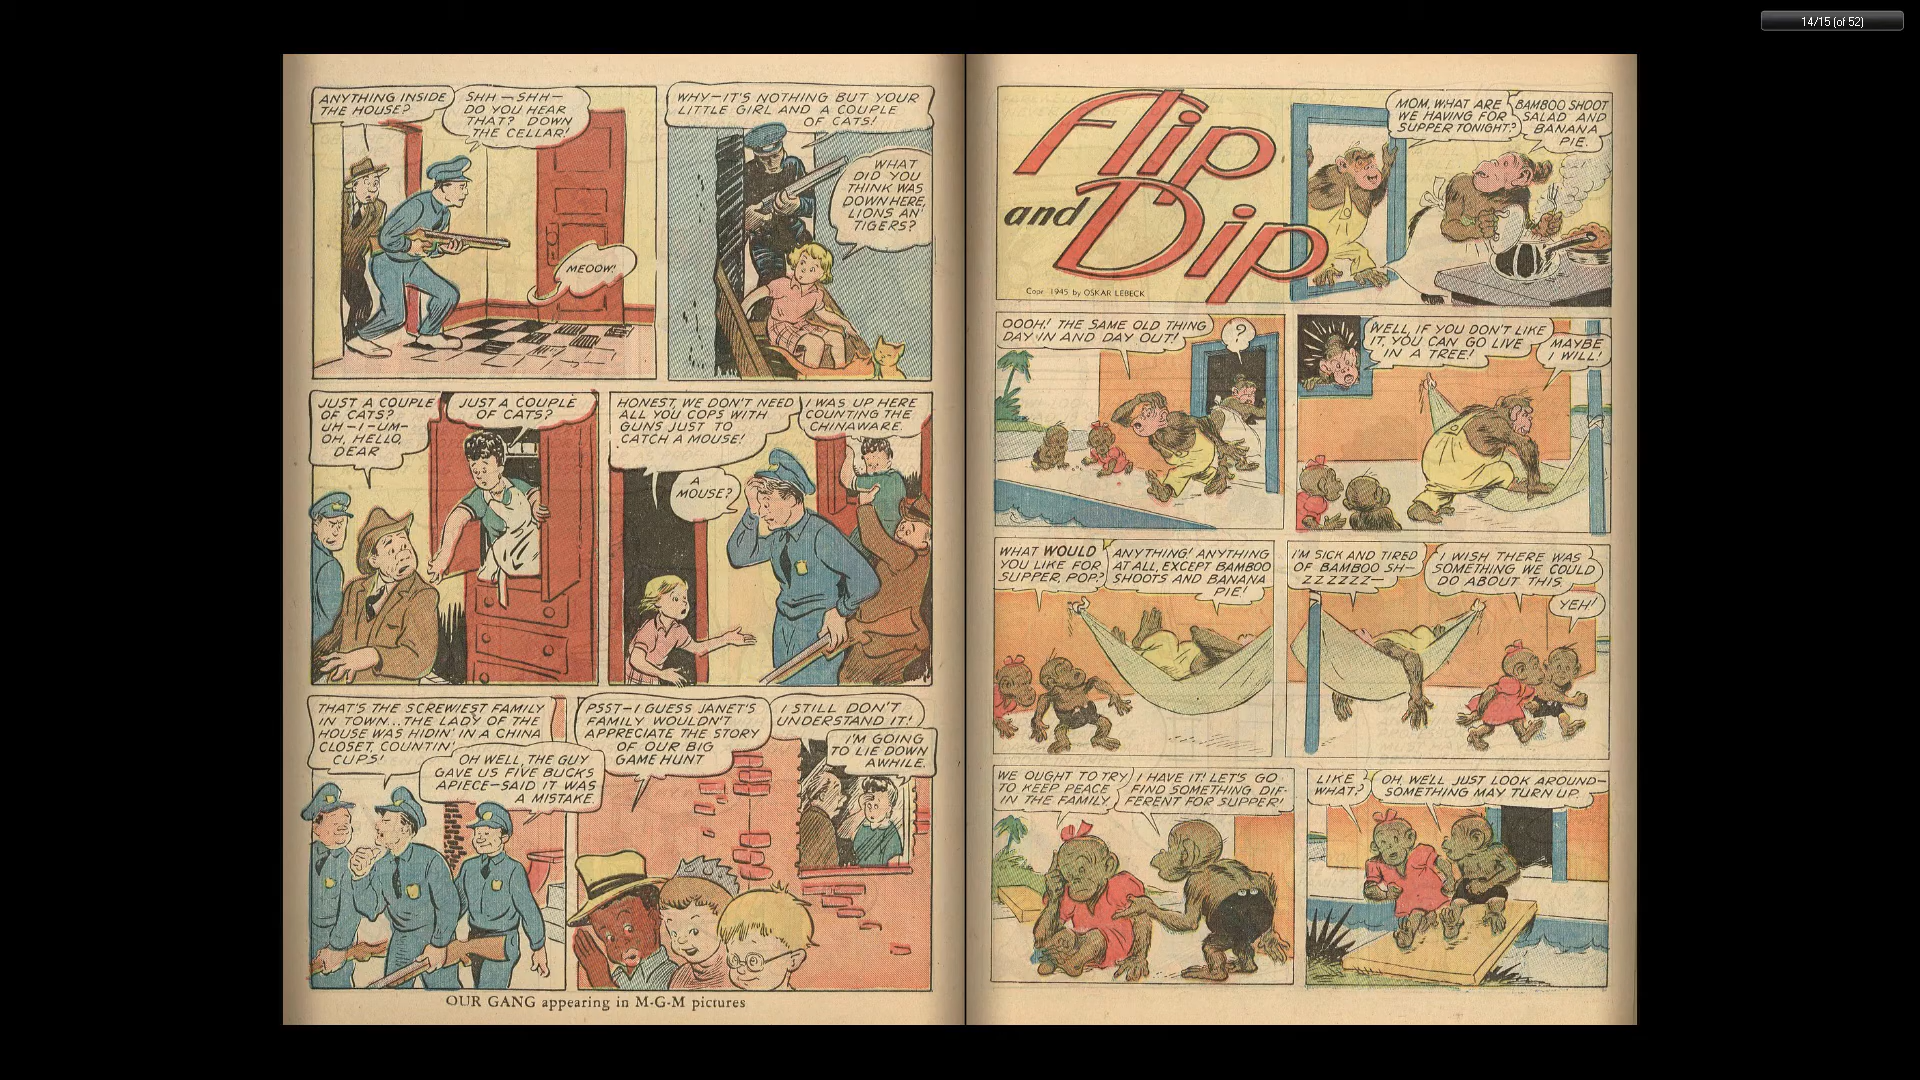 14/15 (of 52)
ANYTHING INSIDE
THE HOUSE?
SHH—SHH—
DO YOU HEAR
THAT? DOWN
THE CELLAR!
MEOOW!
WHY—IT'S NOTHING BUT YOUR
LITTLE GIRL AND A COUPLE
OF CATS!
WHAT
DID YOU
THINK WAS
DOWN HERE,
LIONS AN'
TIGERS?
JUST A COUPLE
OF CATS?
UH—I—UM—
OH, HELLO,
DEAR
JUST A COUPLE
OF CATS?
HONEST, WE DON'T NEED
ALL YOU COPS WITH
GUNS JUST TO
CATCH A MOUSE!
I WAS UP HERE
COUNTING THE
CHINAWARE.
A
MOUSE?
THAT'S THE SCREWIEST FAMILY
IN TOWN...THE LADY OF THE
HOUSE WAS HIDIN' IN A CHINA
CLOSET, COUNTIN'
CUPS!
OH WELL, THE GUY
GAVE US FIVE BUCKS
APIECE—SAID IT WAS
A MISTAKE.
PSST—I GUESS JANET'S
FAMILY WOULDN'T
APPRECIATE THE STORY
OF OUR BIG
GAME HUNT
I STILL DON'T
UNDERSTAND IT!
I'M GOING
TO LIE DOWN
AWHILE.
OUR GANG appearing in M-G-M pictures
Flip
and Dip
Copr. 1945 by OSKAR LEBECK
MOM, WHAT ARE
WE HAVING FOR
SUPPER TONIGHT?
BAMBOO SHOOT
SALAD AND
BANANA
PIE.
OOOH! THE SAME OLD THING
DAY IN AND DAY OUT!
?
WELL, IF YOU DON'T LIKE
IT, YOU CAN GO LIVE
IN A TREE!
MAYBE
I WILL!
WHAT WOULD
YOU LIKE FOR
SUPPER, POP?
ANYTHING! ANYTHING
AT ALL, EXCEPT BAMBOO
SHOOTS AND BANANA
PIE!
I'M SICK AND TIRED
OF BAMBOO SH—
ZZZZZZ—
I WISH THERE WAS
SOMETHING WE COULD
DO ABOUT THIS.
YEH!
WE OUGHT TO TRY
TO KEEP PEACE
IN THE FAMILY.
I HAVE IT! LET'S GO
FIND SOMETHING DIF-
FERENT FOR SUPPER!
LIKE
WHAT?
OH, WE'LL JUST LOOK AROUND—
SOMETHING MAY TURN UP.